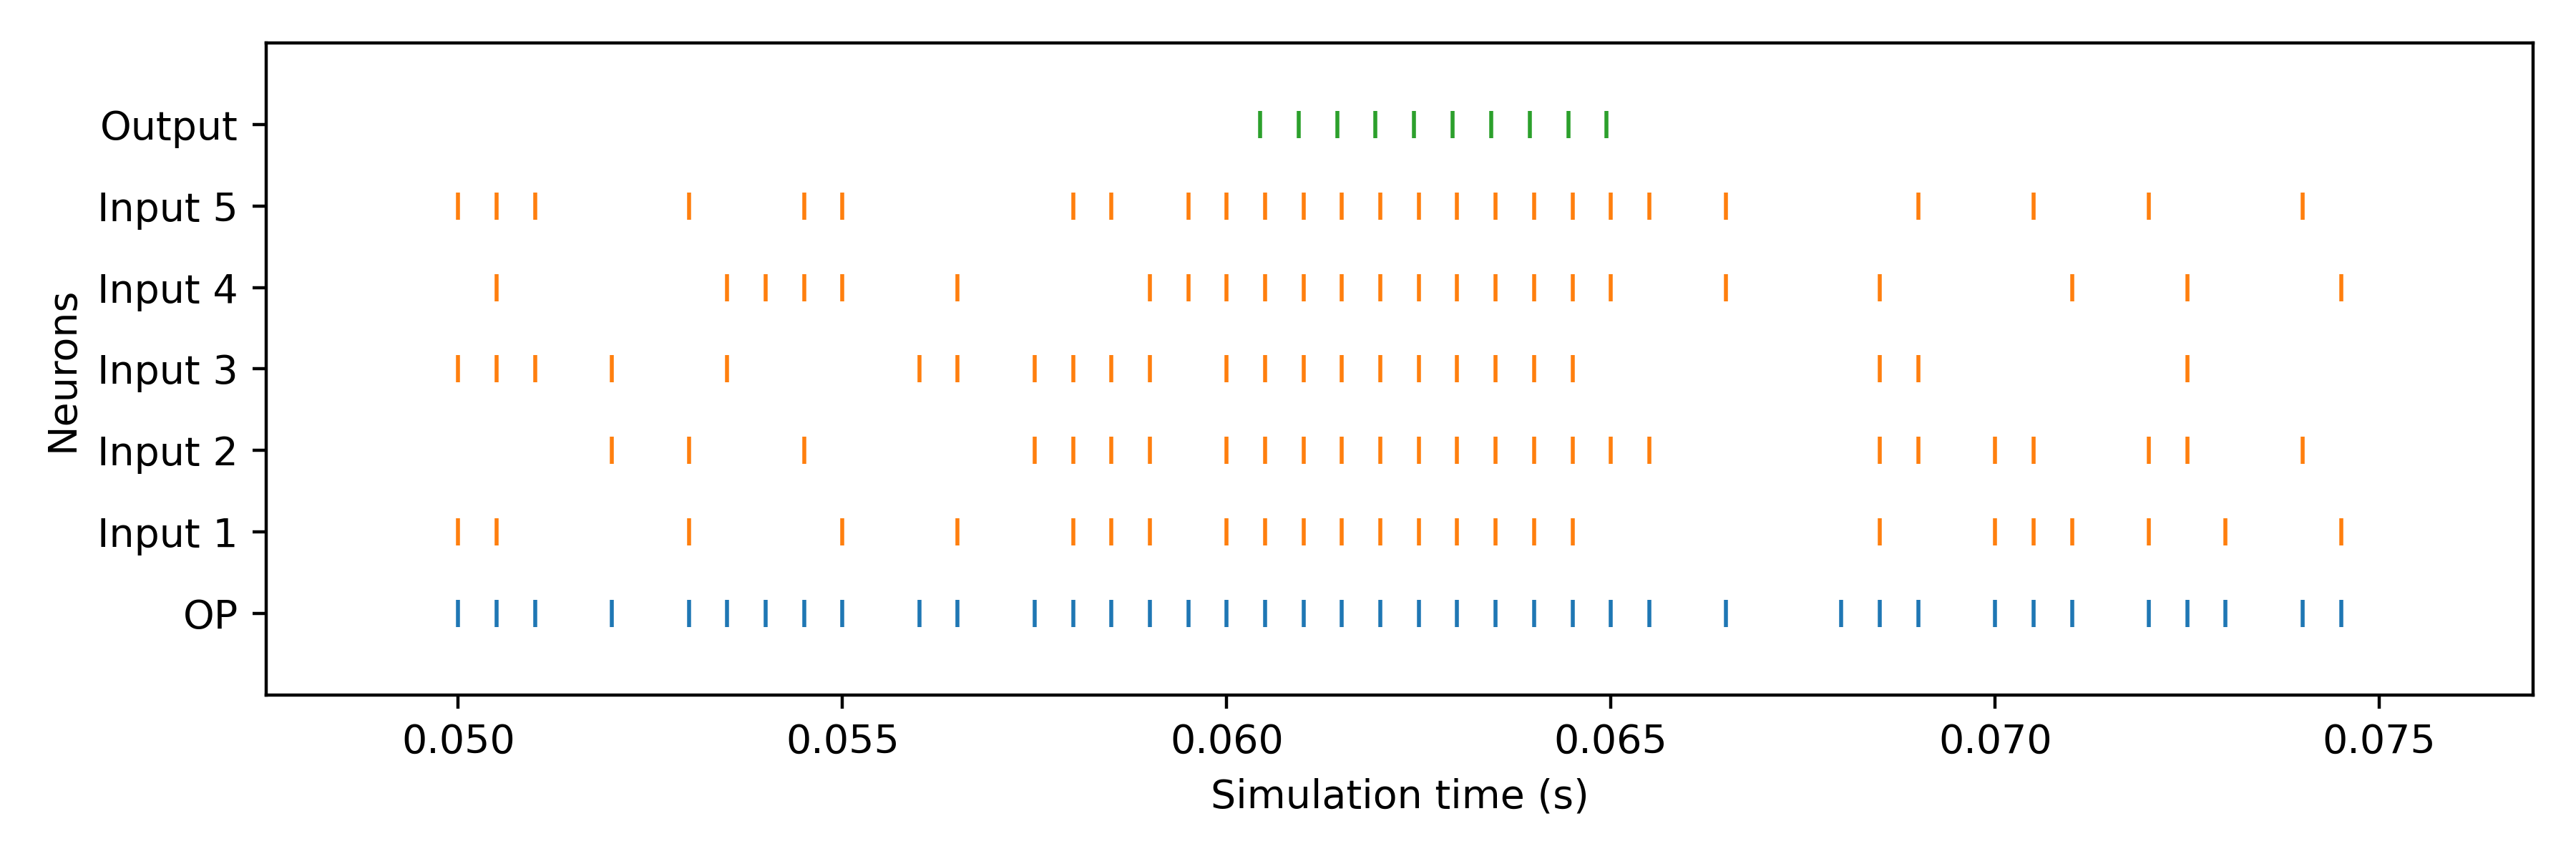 Output
Input 5
Input 4
Input 3
Input 2
Input 1
OP
Neurons
0.050 0.055 0.060 0.065 0.070 0.075
Simulation time (s)